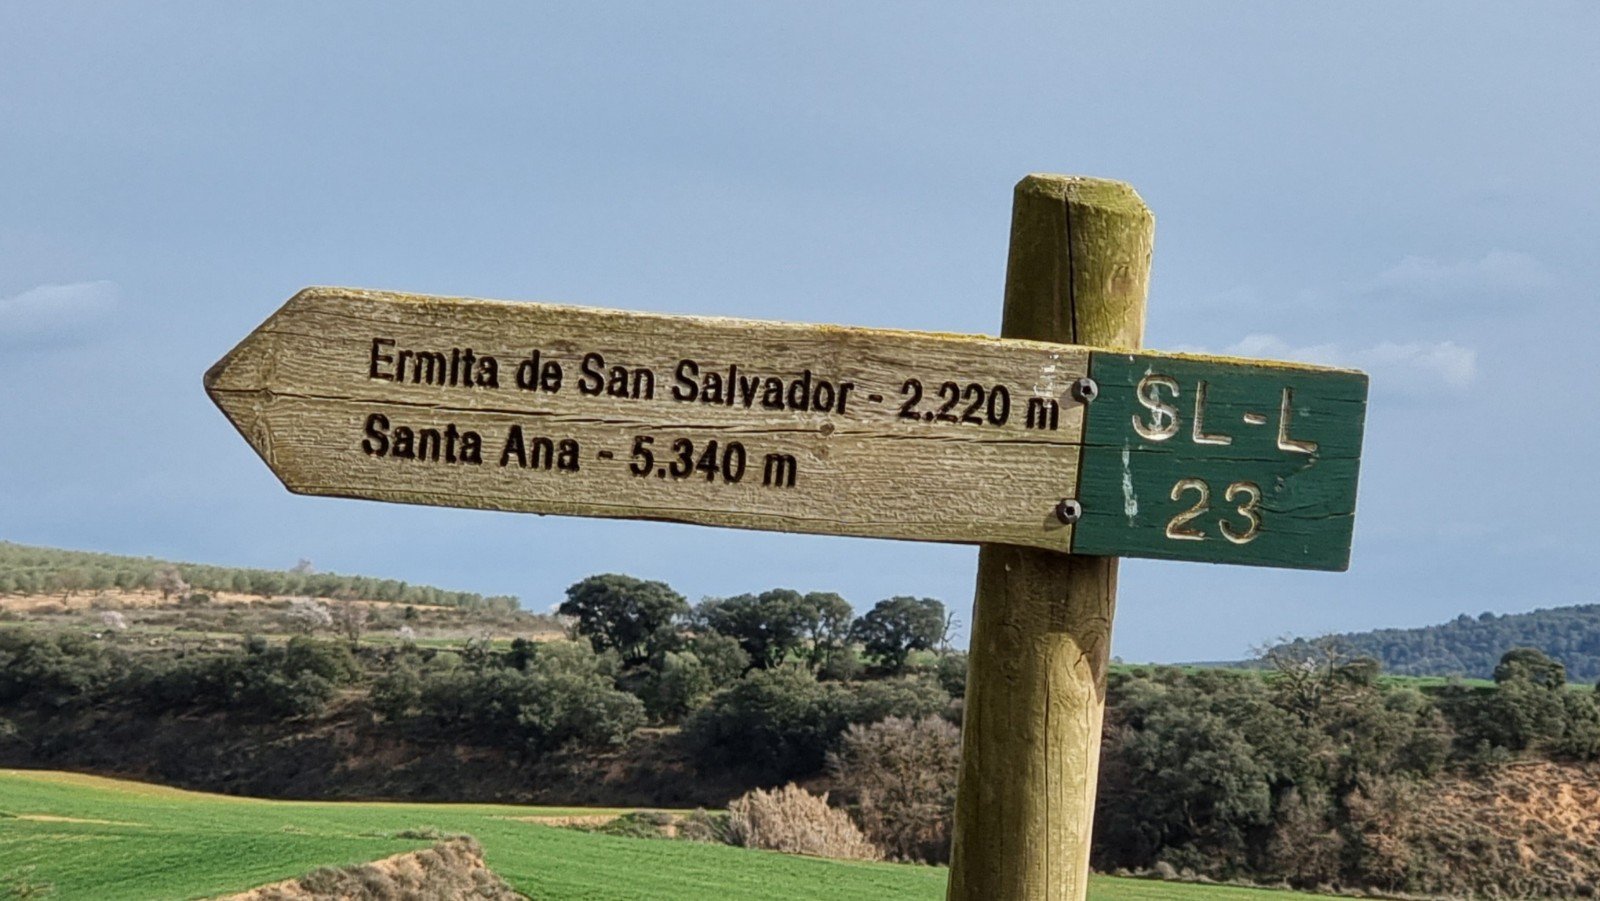 Ermita de San Salvador - 2.220 m
Santa Ana - 5.340 m
SL-L
23